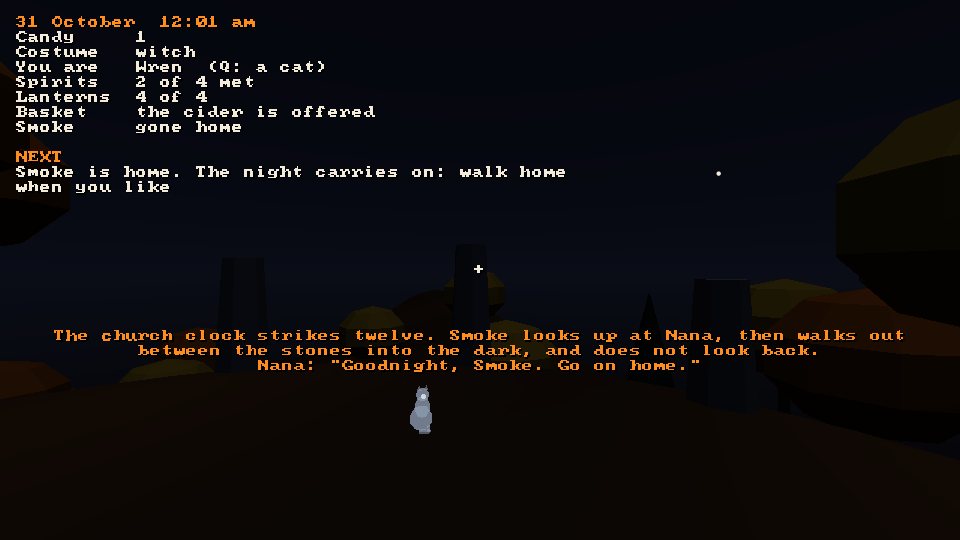 31 October 12:01 am
Candy 1
Costume witch
You are Wren (Q: a cat)
Spirits 2 of 4 met
Lanterns 4 of 4
Basket the cider is offered
Smoke gone home
NEXT
Smoke is home. The night carries on: walk home
when you like
The church clock strikes twelve. Smoke looks up at Nana, then walks out
between the stones into the dark, and does not look back.
Nana: "Goodnight, Smoke. Go on home."